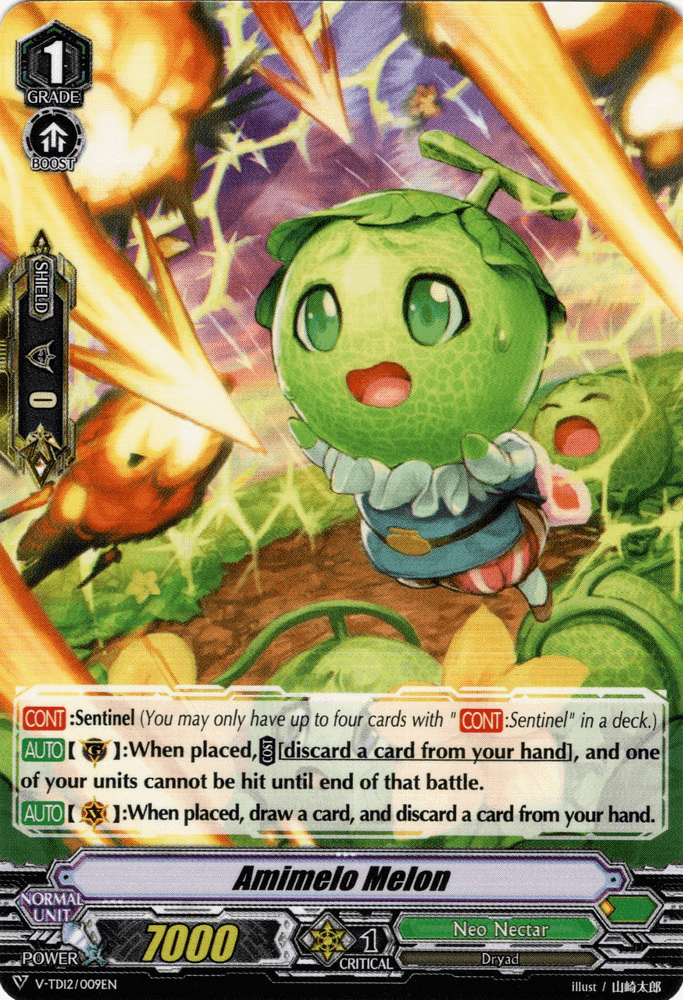 1
GRADE
BOOST
SHIELD
0
CONT:Sentinel (You may only have up to four cards with "CONT:Sentinel" in a deck.)
AUTO【G】:When placed, COST[discard a card from your hand], and one
of your units cannot be hit until end of that battle.
AUTO【V】:When placed, draw a card, and discard a card from your hand.
Amimelo Melon
NORMAL
UNIT
POWER 7000
1
CRITICAL
Neo Nectar
Dryad
V-TD12/009EN
illust / 山崎太郎